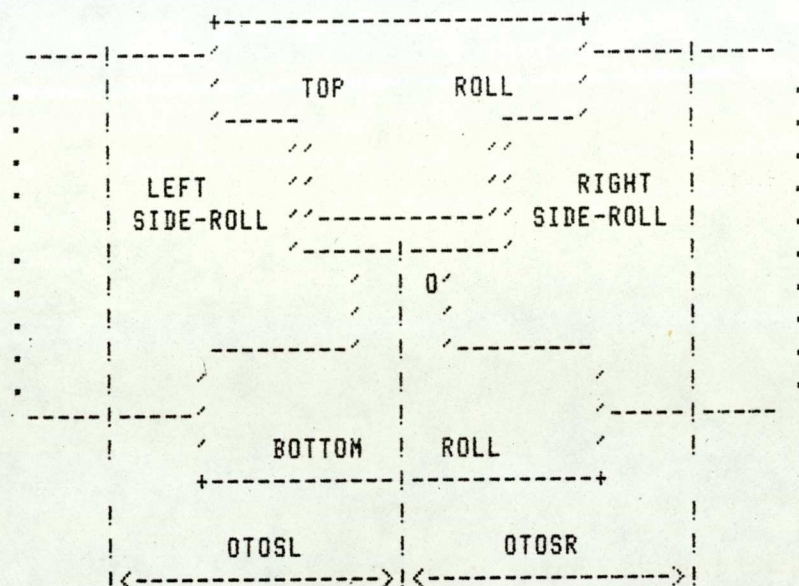 TOP ROLL
LEFT RIGHT
SIDE-ROLL SIDE-ROLL
O
BOTTOM ROLL
OTOSL OTOSR